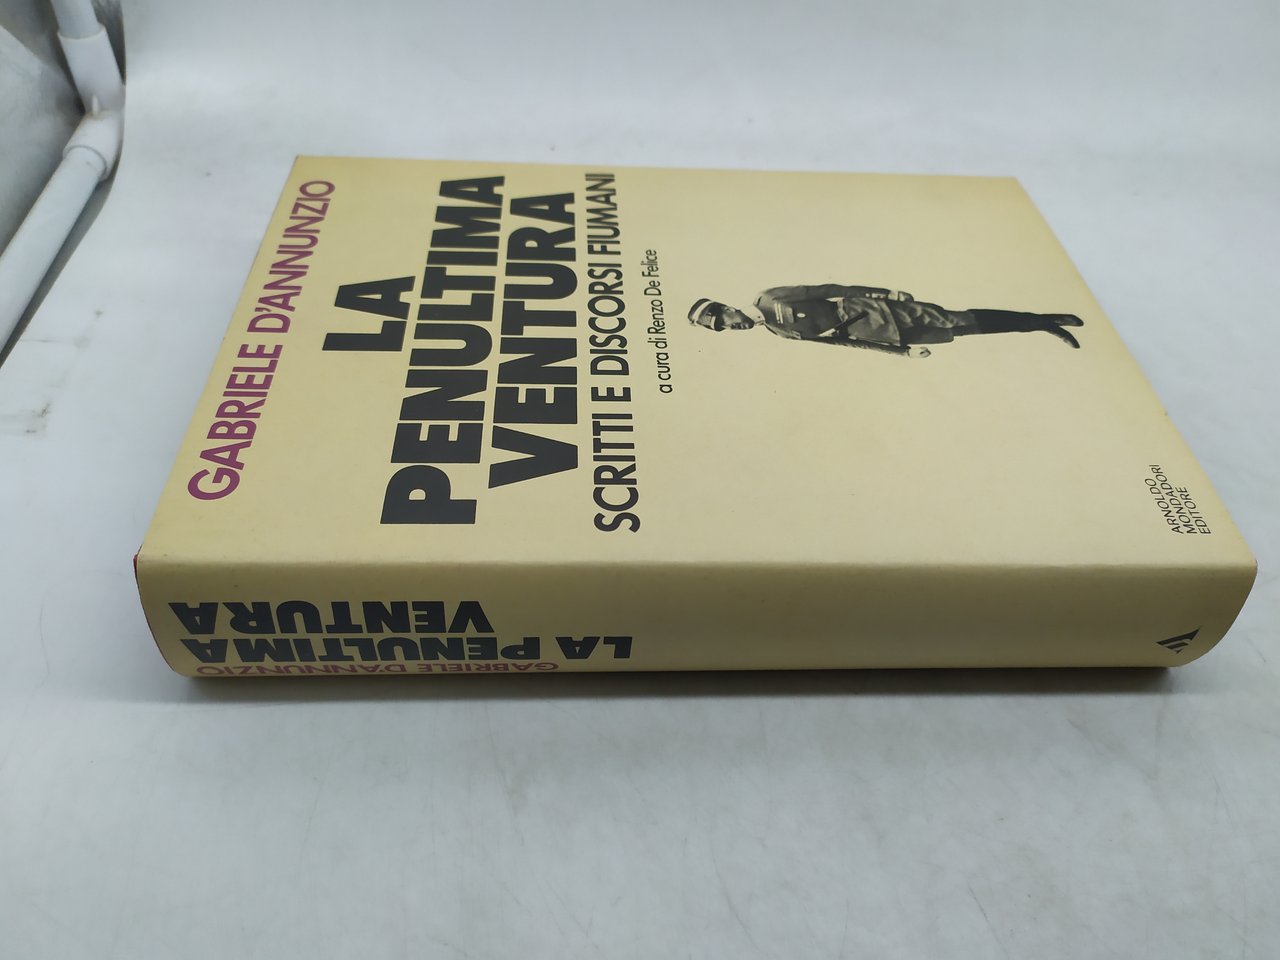 GABRIELE D'ANNUNZIO
LA
PENULTIMA
VENTURA
SCRITTI E DISCORSI FIUMANI
a cura di Renzo De Felice
ARNOLDO
MONDADORI
EDITORE
GABRIELE D'ANNUNZIO
LA PENULTIMA
VENTURA